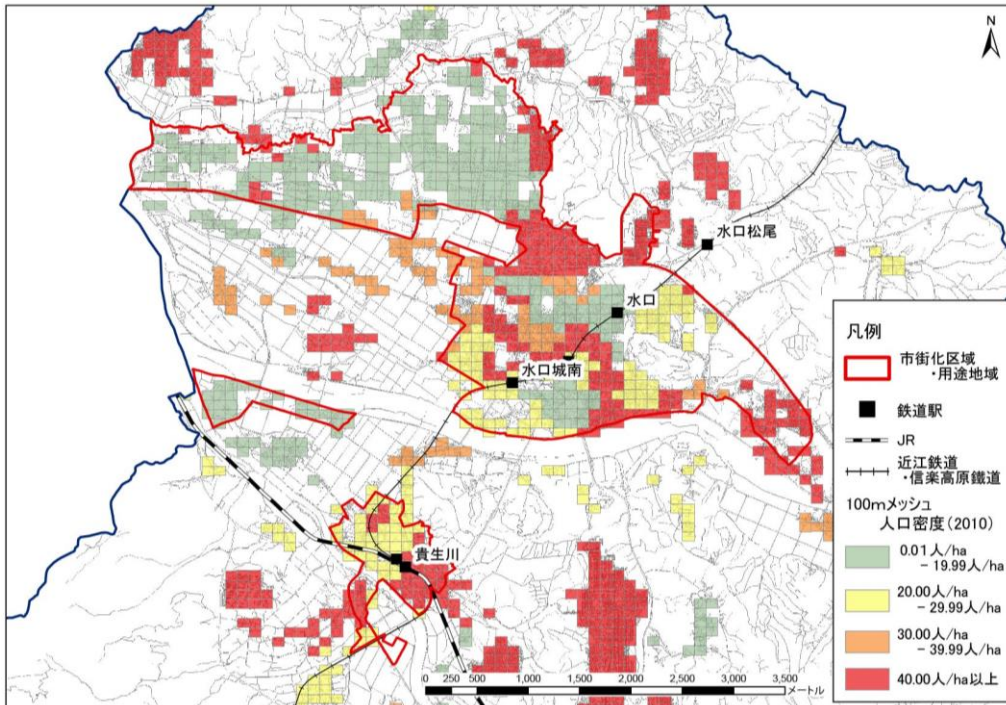 N
水口松尾
水口
水口城南
貴生川
凡例
市街化区域
・用途地域
鉄道駅
JR
近江鉄道
・信楽高原鐵道
100mメッシュ
人口密度(2010)
0.01人/ha
- 19.99人/ha
20.00人/ha
- 29.99人/ha
30.00人/ha
- 39.99人/ha
40.00人/ha以上
0 250 500 1,000 1,500 2,000 2,500 3,000 3,500
メートル